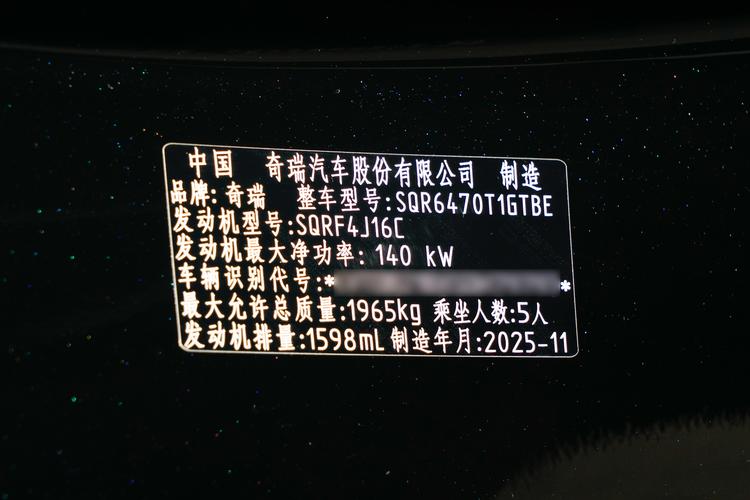 中国 奇瑞汽车股份有限公司 制造
品牌: 奇瑞 整车型号:SQR6470T1GTBE
发动机型号:SQRF4J16C
发动机最大净功率: 140 kW
车辆识别代号:* *
最大允许总质量:1965kg 乘坐人数:5人
发动机排量:1598mL 制造年月:2025-11